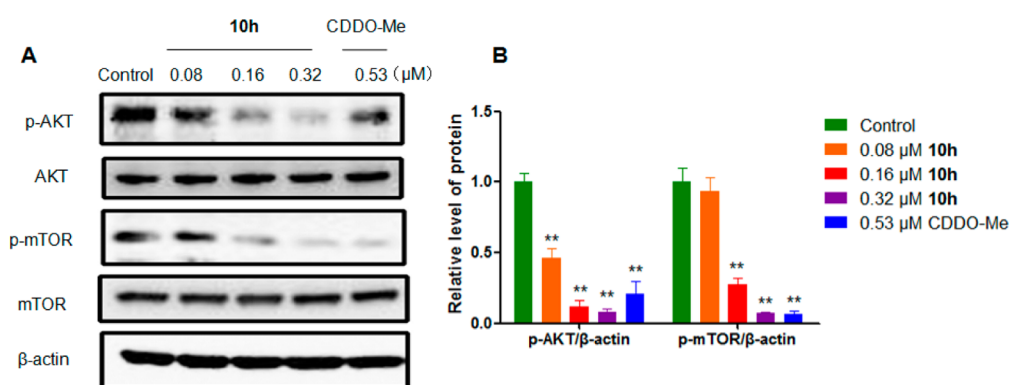 A
10h
CDDO-Me
Control 0.08 0.16 0.32 0.53 (μM)
p-AKT
AKT
p-mTOR
mTOR
β-actin
B
Relative level of protein
1.5
1.0
0.5
0.0
** ** ** **
** ** **
p-AKT/β-actin
p-mTOR/β-actin
Control
0.08 μM 10h
0.16 μM 10h
0.32 μM 10h
0.53 μM CDDO-Me